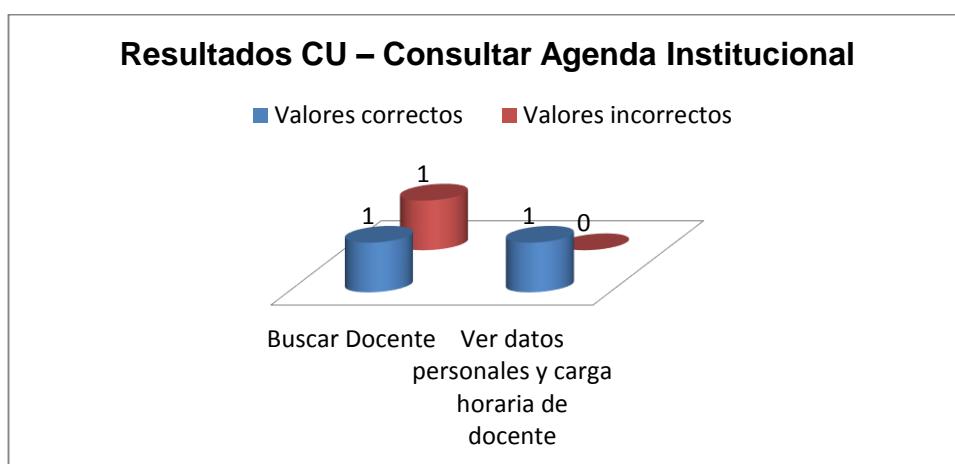 Resultados CU – Consultar Agenda Institucional
Valores correctos Valores incorrectos
1
1 1 0
Buscar Docente Ver datos
personales y carga
horaria de
docente